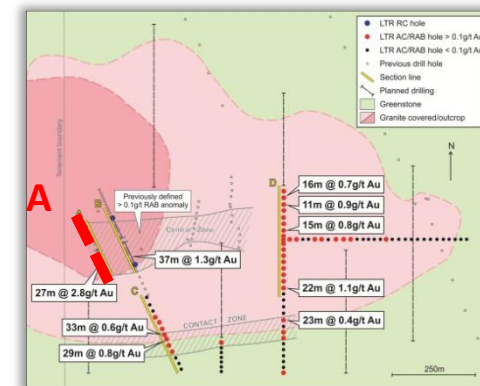 LTR RC hole
LTR AC/RAB hole > 0.1g/t Au
LTR AC/RAB hole < 0.1g/t Au
Previous drill hole
Section line
Planned drilling
Greenstone
Granite covered/outcrop
N
Tenement boundary
A
B
Previously defined
> 0.1g/t RAB anomaly
Central Zone
D
16m @ 0.7g/t Au
11m @ 0.9g/t Au
15m @ 0.8g/t Au
37m @ 1.3g/t Au
27m @ 2.8g/t Au
C
22m @ 1.1g/t Au
33m @ 0.6g/t Au
23m @ 0.4g/t Au
CONTACT ZONE
29m @ 0.8g/t Au
250m